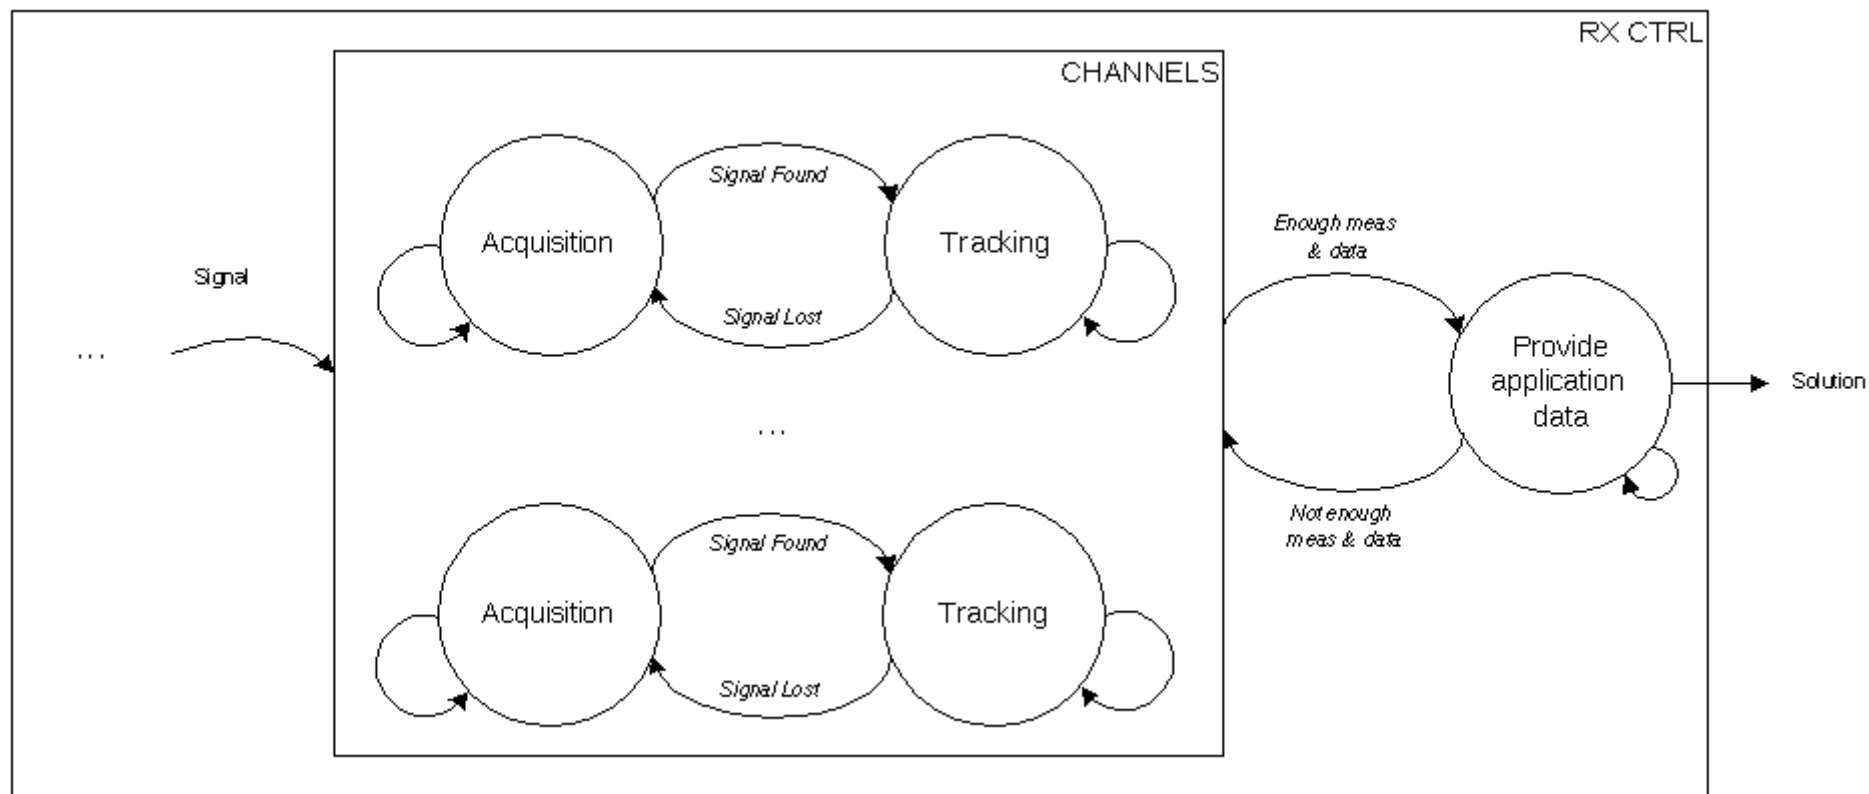 RX CTRL
CHANNELS
Signal Found
Acquisition
Tracking
Signal Lost
Signal
...
Enough meas
& data
Provide
application
data
Solution
...
Not enough
meas & data
Signal Found
Acquisition
Tracking
Signal Lost